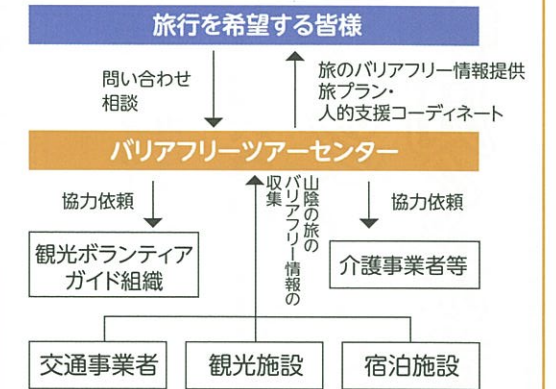 旅行を希望する皆様
問い合わせ
相談
旅のバリアフリー情報提供
旅プラン・
人的支援コーディネート
バリアフリーツアーセンター
協力依頼
山陰の旅の
バリアフリー情報の
収集
協力依頼
観光ボランティア
ガイド組織
介護事業者等
交通事業者
観光施設
宿泊施設